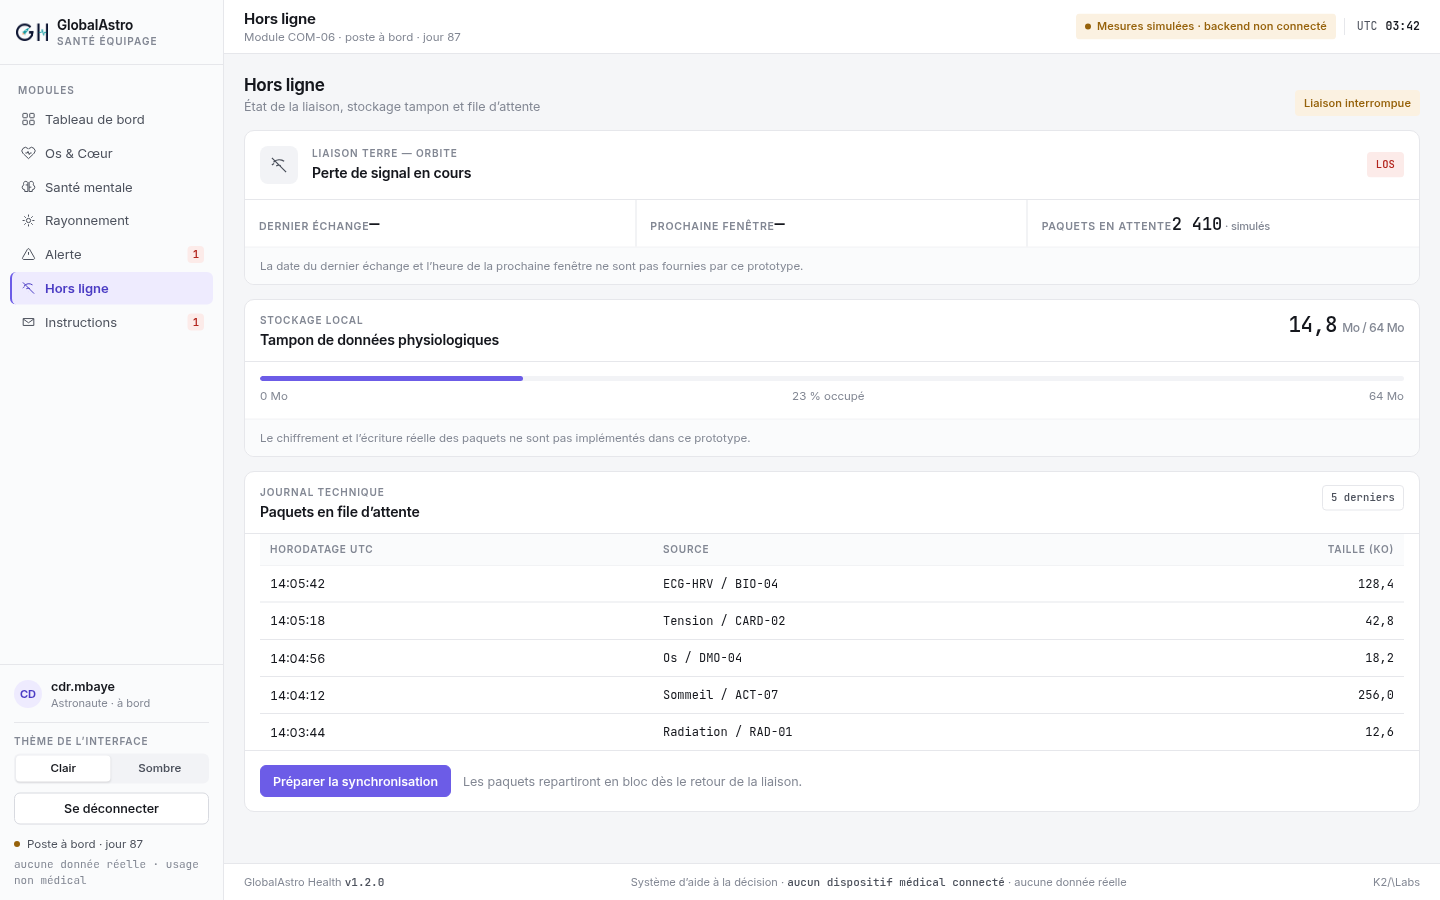 GH GlobalAstro
SANTÉ ÉQUIPAGE
MODULES
Tableau de bord
Os & Cœur
Santé mentale
Rayonnement
Alerte 1
Hors ligne
Instructions 1
CD
cdr.mbaye
Astronaute · à bord
THÈME DE L’INTERFACE
Clair
Sombre
Se déconnecter
Poste à bord · jour 87
aucune donnée réelle · usage
non médical
Hors ligne
Module COM-06 · poste à bord · jour 87
Mesures simulées · backend non connecté
UTC 03:42
Hors ligne
État de la liaison, stockage tampon et file d’attente
Liaison interrompue
LIAISON TERRE — ORBITE
Perte de signal en cours
LOS
DERNIER ÉCHANGE—
PROCHAINE FENÊTRE—
PAQUETS EN ATTENTE2 410 · simulés
La date du dernier échange et l’heure de la prochaine fenêtre ne sont pas fournies par ce prototype.
STOCKAGE LOCAL
Tampon de données physiologiques
14,8 Mo / 64 Mo
0 Mo
23 % occupé
64 Mo
Le chiffrement et l’écriture réelle des paquets ne sont pas implémentés dans ce prototype.
JOURNAL TECHNIQUE
Paquets en file d’attente
5 derniers
HORODATAGE UTC SOURCE TAILLE (KO)
14:05:42 ECG-HRV / BIO-04 128,4
14:05:18 Tension / CARD-02 42,8
14:04:56 Os / DMO-04 18,2
14:04:12 Sommeil / ACT-07 256,0
14:03:44 Radiation / RAD-01 12,6
Préparer la synchronisation
Les paquets repartiront en bloc dès le retour de la liaison.
GlobalAstro Health v1.2.0
Système d’aide à la décision · aucun dispositif médical connecté · aucune donnée réelle
K2/\Labs